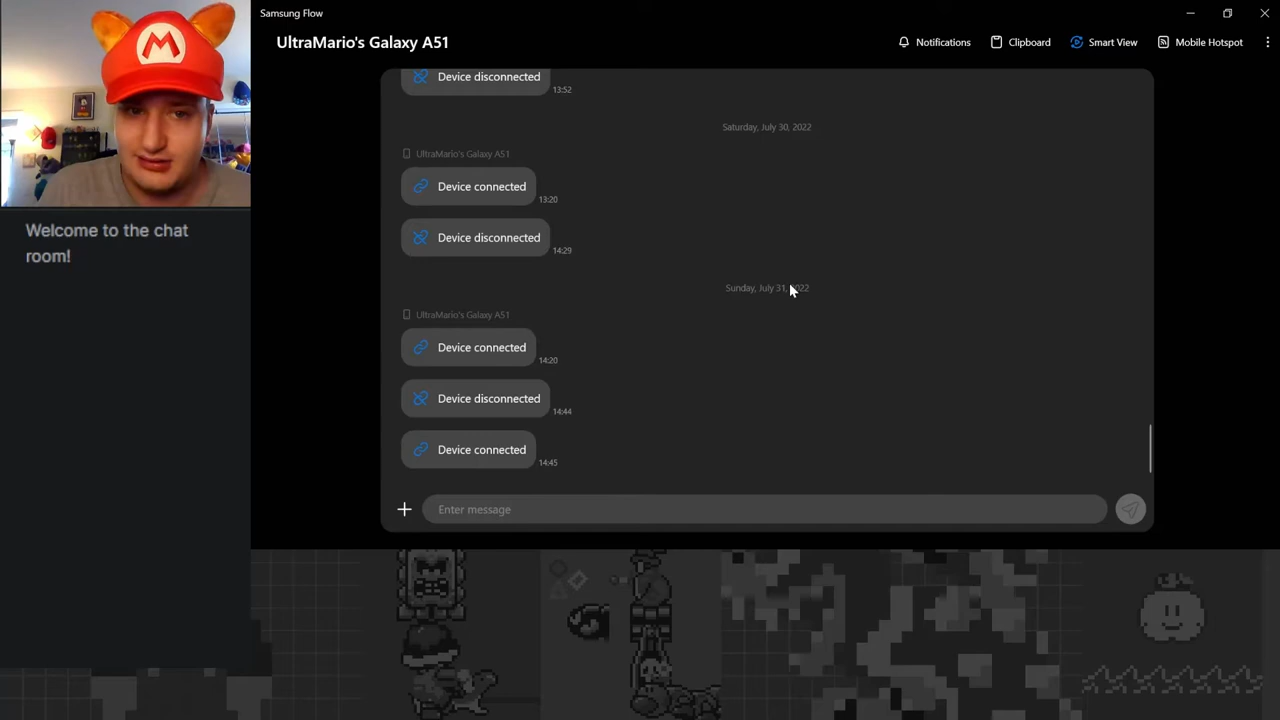 Samsung Flow
UltraMario's Galaxy A51
Notifications
Clipboard
Smart View
Mobile Hotspot
M
Welcome to the chat
room!
Device disconnected
13:52
Saturday, July 30, 2022
UltraMario's Galaxy A51
Device connected
13:20
Device disconnected
14:29
Sunday, July 31, 2022
UltraMario's Galaxy A51
Device connected
14:20
Device disconnected
14:44
Device connected
14:45
Enter message